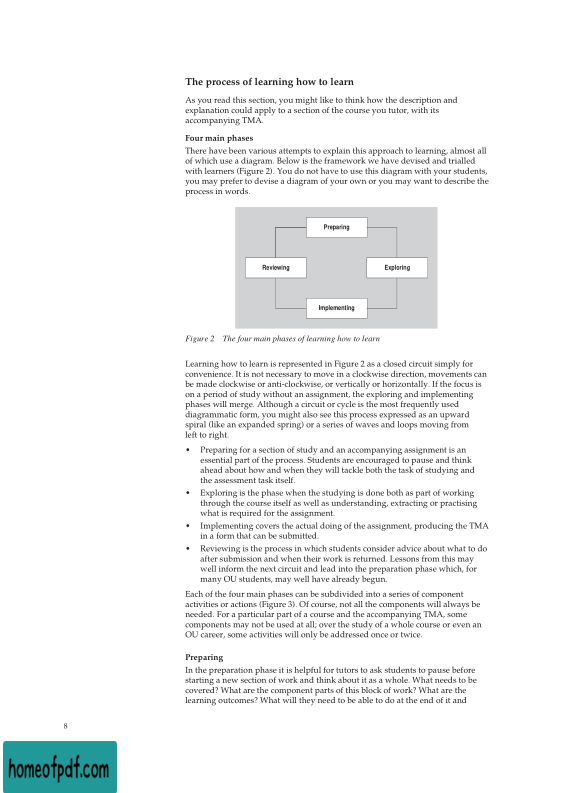 The process of learning how to learn
As you read this section, you might like to think how the description and
explanation could apply to a section of the course you tutor, with its
accompanying TMA.
Four main phases
There have been various attempts to explain this approach to learning, almost all
of which use a diagram. Below is the framework we have devised and trialled
with learners (Figure 2). You do not have to use this diagram with your students,
you may prefer to devise a diagram of your own or you may want to describe the
process in words.
Preparing
Reviewing
Exploring
Implementing
Figure 2 The four main phases of learning how to learn
Learning how to learn is represented in Figure 2 as a closed circuit simply for
convenience. It is not necessary to move in a clockwise direction, movements can
be made clockwise or anti-clockwise, or vertically or horizontally. If the focus is
on a period of study without an assignment, the exploring and implementing
phases will merge. Although a circuit or cycle is the most frequently used
diagrammatic form, you might also see this process expressed as an upward
spiral (like an expanded spring) or a series of waves and loops moving from
left to right.
• Preparing for a section of study and an accompanying assignment is an
essential part of the process. Students are encouraged to pause and think
ahead about how and when they will tackle both the task of studying and
the assessment task itself.
• Exploring is the phase when the studying is done both as part of working
through the course itself as well as understanding, extracting or practising
what is required for the assignment.
• Implementing covers the actual doing of the assignment, producing the TMA
in a form that can be submitted.
• Reviewing is the process in which students consider advice about what to do
after submission and when their work is returned. Lessons from this may
well inform the next circuit and lead into the preparation phase which, for
many OU students, may well have already begun.
Each of the four main phases can be subdivided into a series of component
activities or actions (Figure 3). Of course, not all the components will always be
needed. For a particular part of a course and the accompanying TMA, some
components may not be used at all; over the study of a whole course or even an
OU career, some activities will only be addressed once or twice.
Preparing
In the preparation phase it is helpful for tutors to ask students to pause before
starting a new section of work and think about it as a whole. What needs to be
covered? What are the component parts of this block of work? What are the
learning outcomes? What will they need to be able to do at the end of it and
8
homeofpdf.com